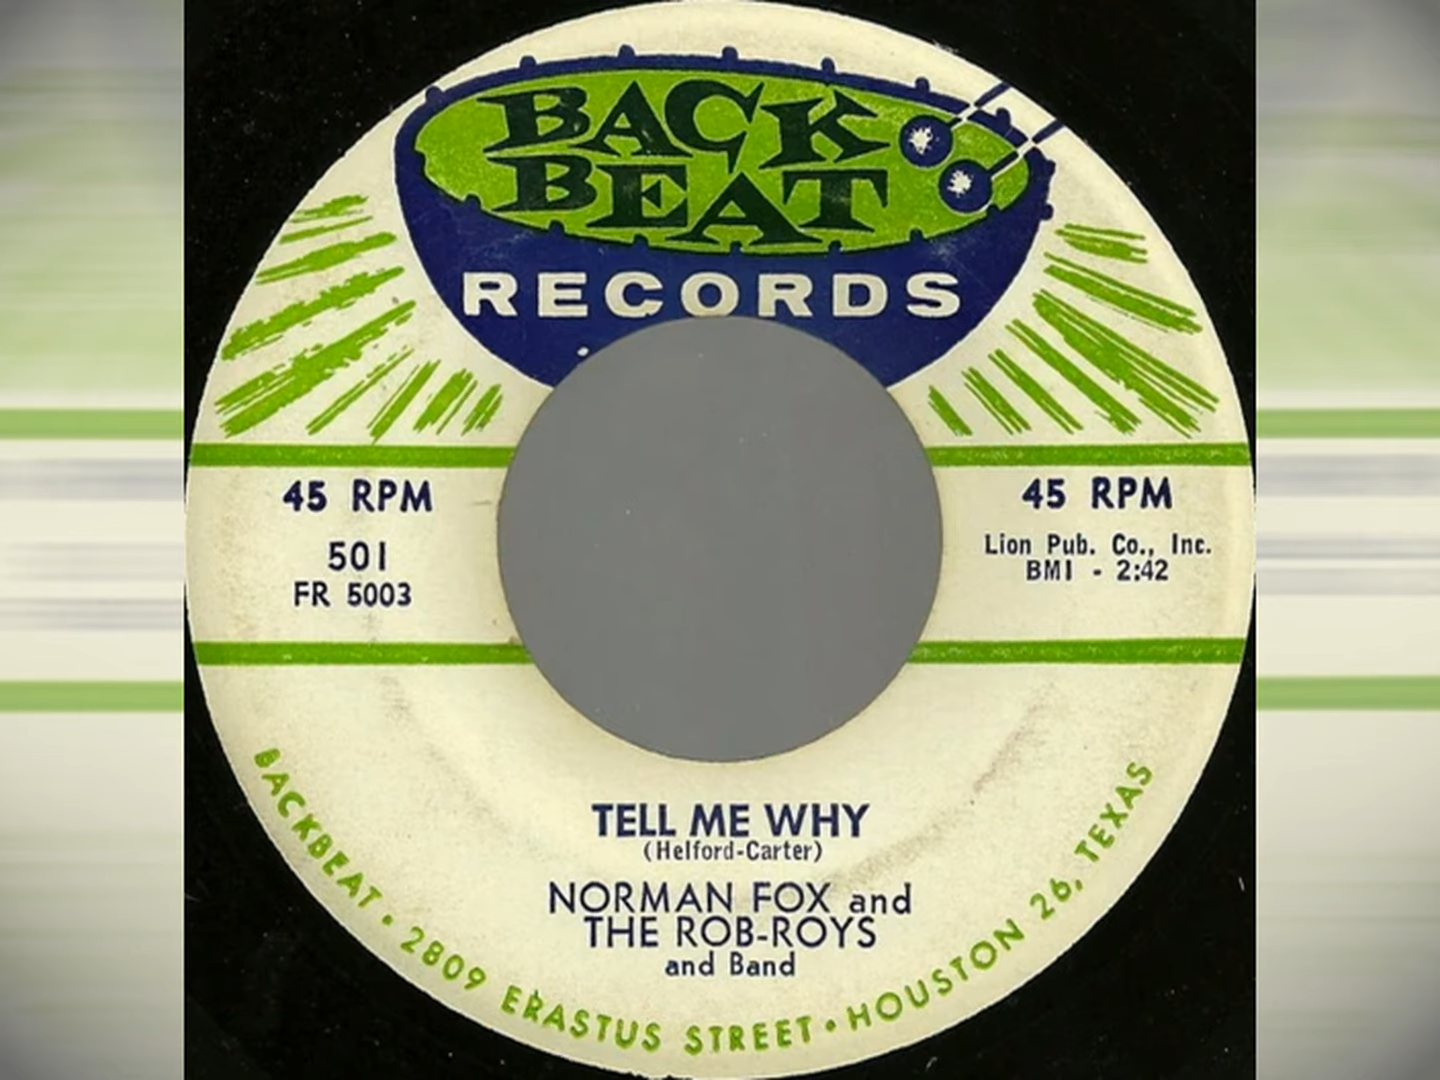 BACK
BEAT
RECORDS
45 RPM
501
FR 5003
45 RPM
Lion Pub. Co., Inc.
BMI - 2:42
TELL ME WHY
(Helford-Carter)
NORMAN FOX and
THE ROB-ROYS
and Band
BACKBEAT • 2809 ERASTUS STREET • HOUSTON 26, TEXAS